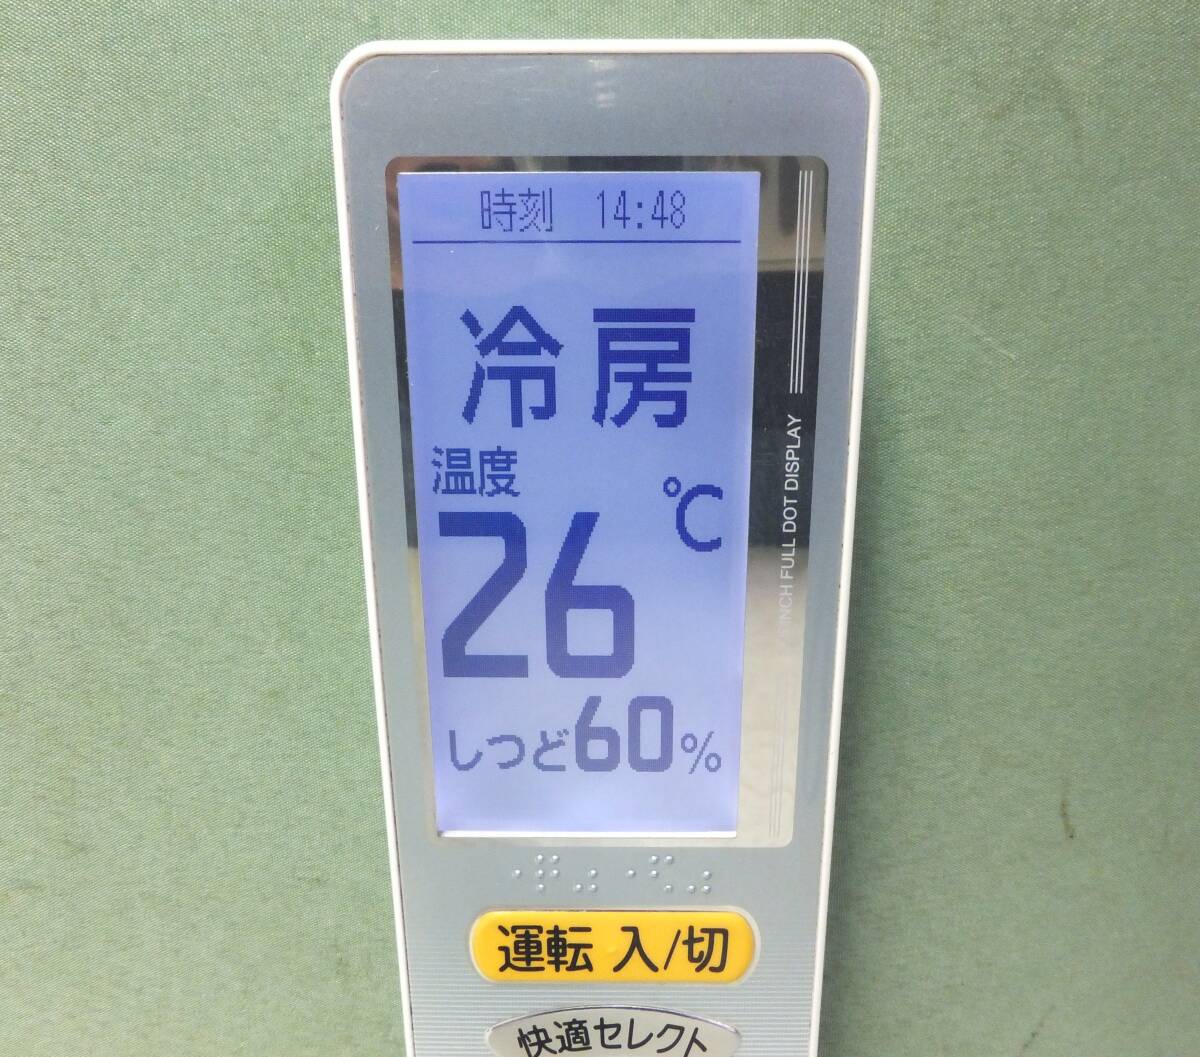 時刻 14:48
冷房
温度
26 ℃
しつど60%
INCH FULL DOT DISPLAY
運転 入/切
快適セレクト